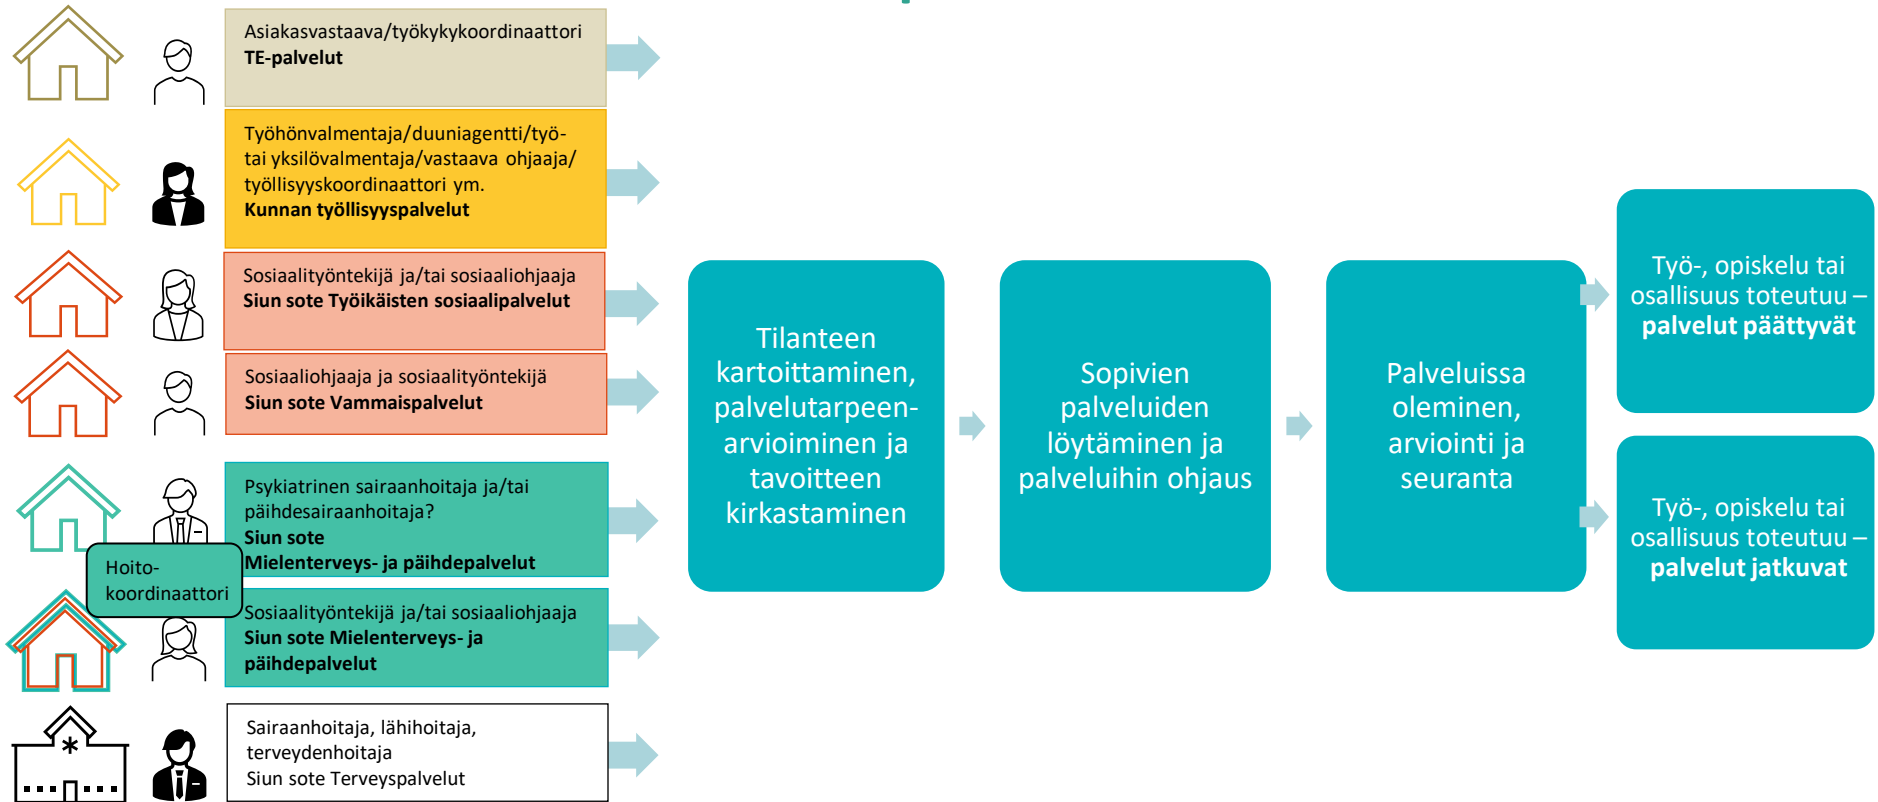 Asiakasvastaava/työkykykoordinaattori
TE-palvelut
Työhönvalmentaja/duuniagentti/työ-
tai yksilövalmentaja/vastaava ohjaaja/
työllisyyskoordinaattori ym.
Kunnan työllisyyspalvelut
Sosiaalityöntekijä ja/tai sosiaaliohjaaja
Siun sote Työikäisten sosiaalipalvelut
Sosiaaliohjaaja ja sosiaalityöntekijä
Siun sote Vammaispalvelut
Psykiatrinen sairaanhoitaja ja/tai
päihdesairaanhoitaja?
Siun sote
Mielenterveys- ja päihdepalvelut
Hoito-
koordinaattori
Sosiaalityöntekijä ja/tai sosiaaliohjaaja
Siun sote Mielenterveys- ja
päihdepalvelut
Sairaanhoitaja, lähihoitaja,
terveydenhoitaja
Siun sote Terveyspalvelut
Tilanteen
kartoittaminen,
palvelutarpeen-
arvioiminen ja
tavoitteen
kirkastaminen
Sopivien
palveluiden
löytäminen ja
palveluihin ohjaus
Palveluissa
oleminen,
arviointi ja
seuranta
Työ-, opiskelu tai
osallisuus toteutuu –
palvelut päättyvät
Työ-, opiskelu tai
osallisuus toteutuu –
palvelut jatkuvat